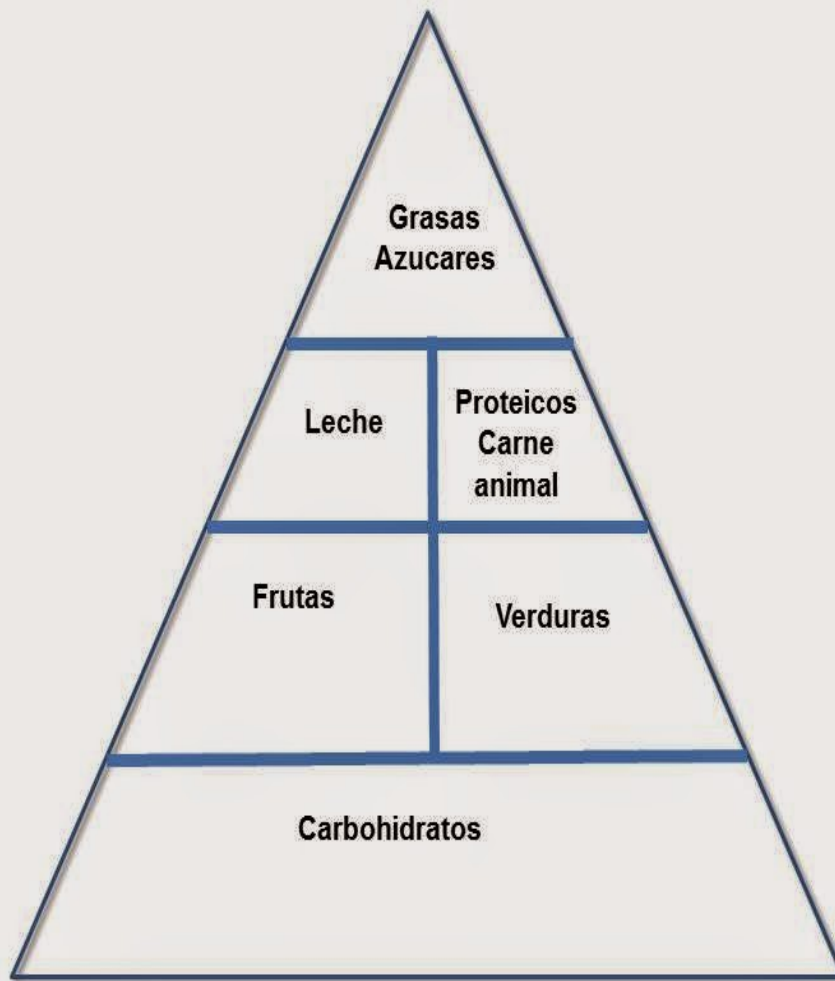 Grasas
Azucares
Leche
Proteicos
Carne
animal
Frutas
Verduras
Carbohidratos